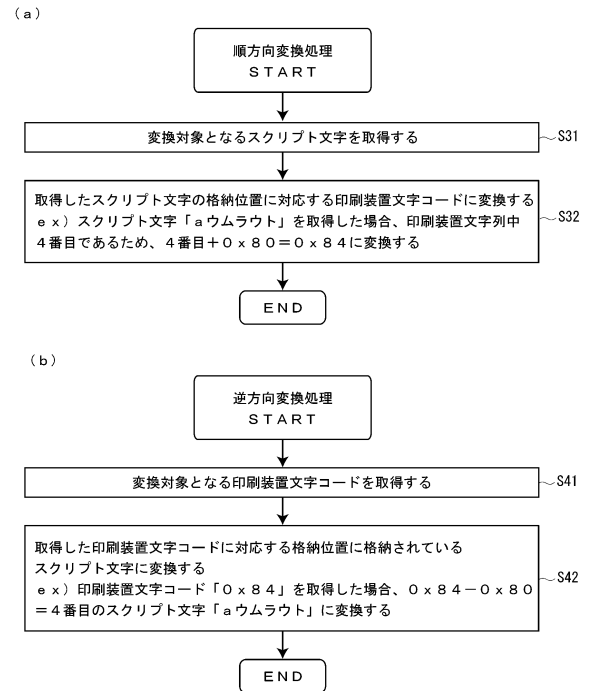 （ａ）
順方向変換処理
ＳＴＡＲＴ
変換対象となるスクリプト文字を取得する
S31
取得したスクリプト文字の格納位置に対応する印刷装置文字コードに変換する
ｅｘ）スクリプト文字「ａウムラウト」を取得した場合、印刷装置文字列中
４番目であるため、４番目＋０ｘ８０＝０ｘ８４に変換する
S32
ＥＮＤ
（ｂ）
逆方向変換処理
ＳＴＡＲＴ
変換対象となる印刷装置文字コードを取得する
S41
取得した印刷装置文字コードに対応する格納位置に格納されている
スクリプト文字に変換する
ｅｘ）印刷装置文字コード「０ｘ８４」を取得した場合、０ｘ８４－０ｘ８０
＝４番目のスクリプト文字「ａウムラウト」に変換する
S42
ＥＮＤ